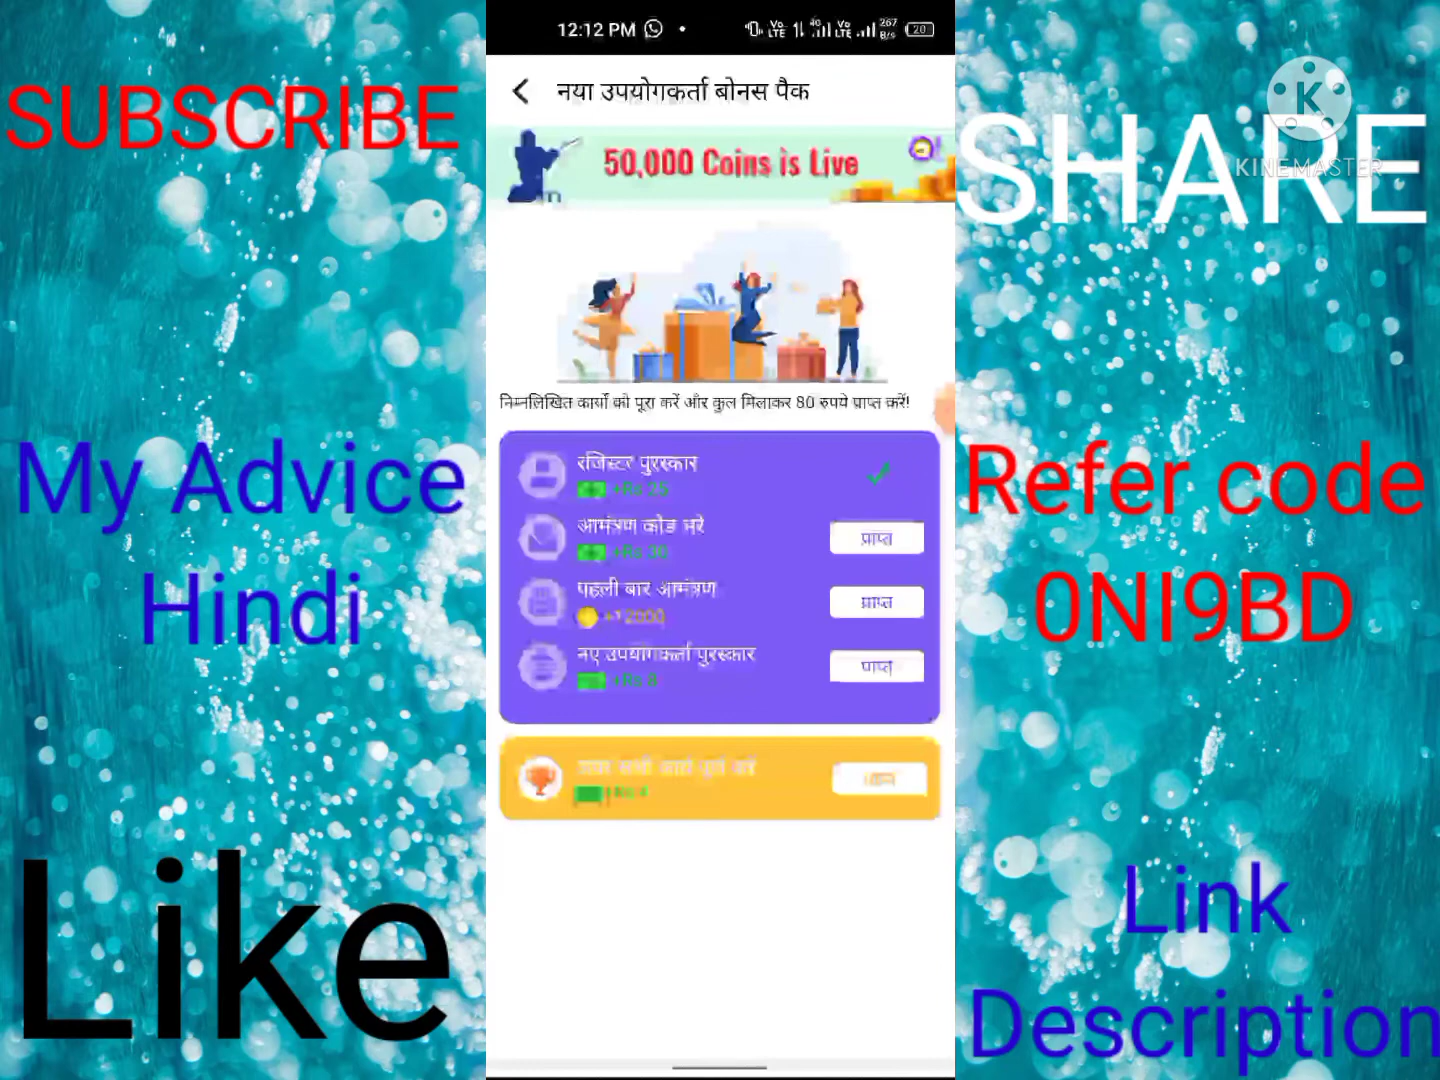 SUBSCRIBE
My Advice
Hindi
Like
12:12 PM
नया उपयोगकर्ता बोनस पैक
50,000 Coins is Live
निम्नलिखित कार्यों को पूरा करें और कुल मिलाकर 80 रुपये प्राप्त करें!
रजिस्टर पुरस्कार
+Rs 25
आमंत्रण कोड भरें
प्राप्त
पहली बार आमंत्रण
+12000
प्राप्त
नए उपयोगकर्ता पुरस्कार
+Rs 8
प्राप्त
SHARE
KINEMASTER
Refer code
0NI9BD
Link
Description